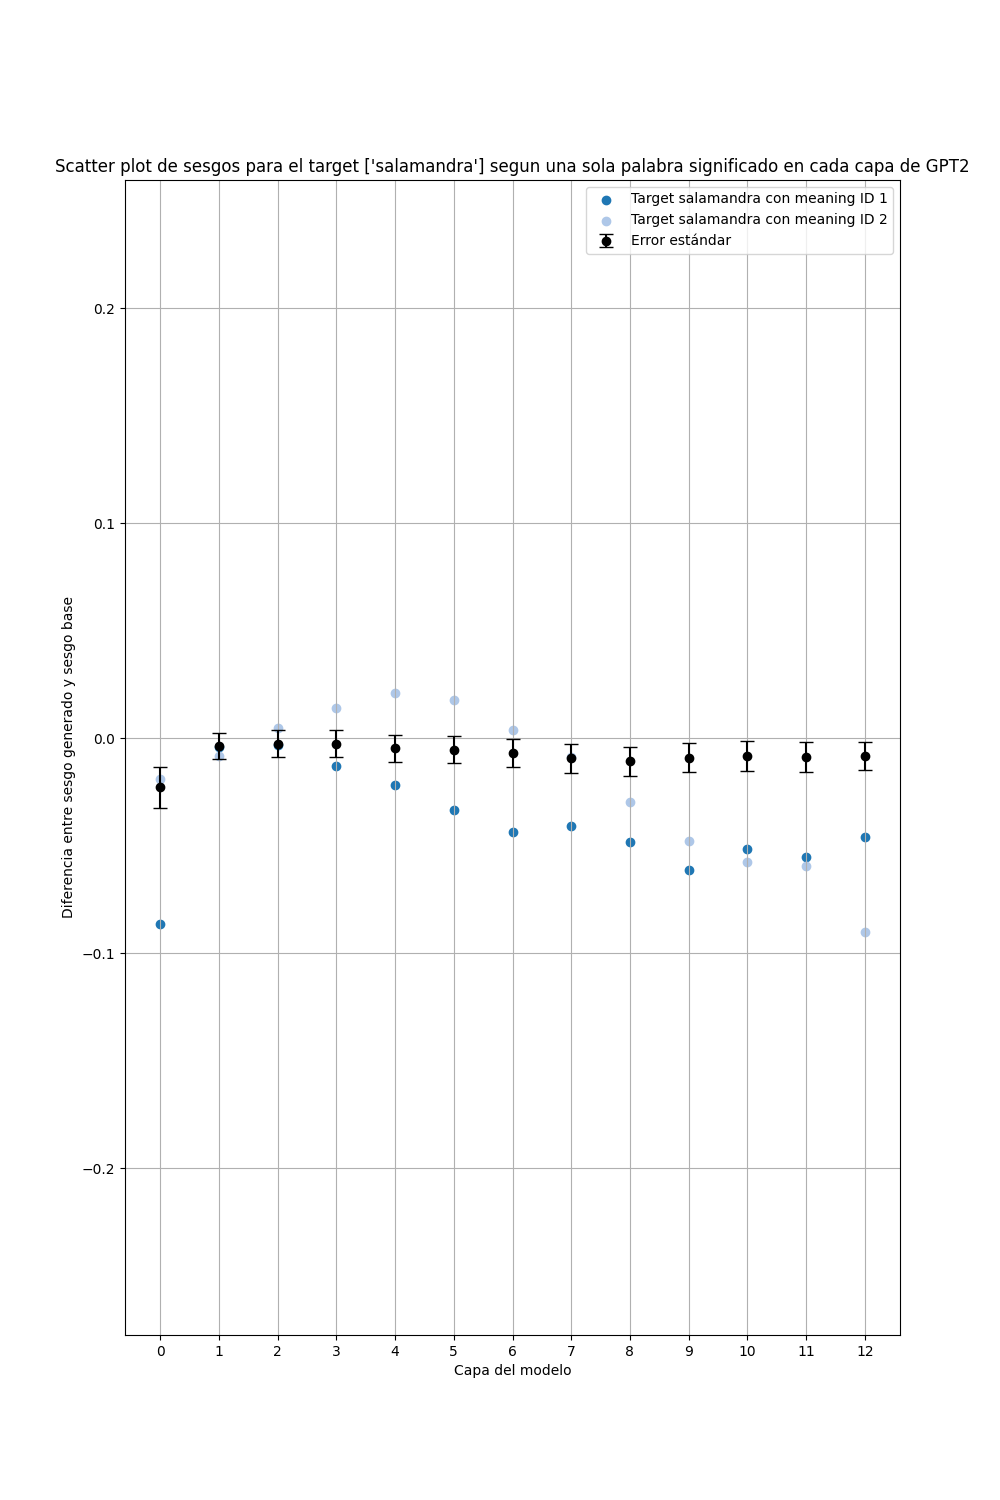 Scatter plot de sesgos para el target ['salamandra'] segun una sola palabra significado en cada capa de GPT2
Target salamandra con meaning ID 1
Target salamandra con meaning ID 2
Error estándar
Diferencia entre sesgo generado y sesgo base
0.2
0.1
0.0
−0.1
−0.2
0 1 2 3 4 5 6 7 8 9 10 11 12
Capa del modelo